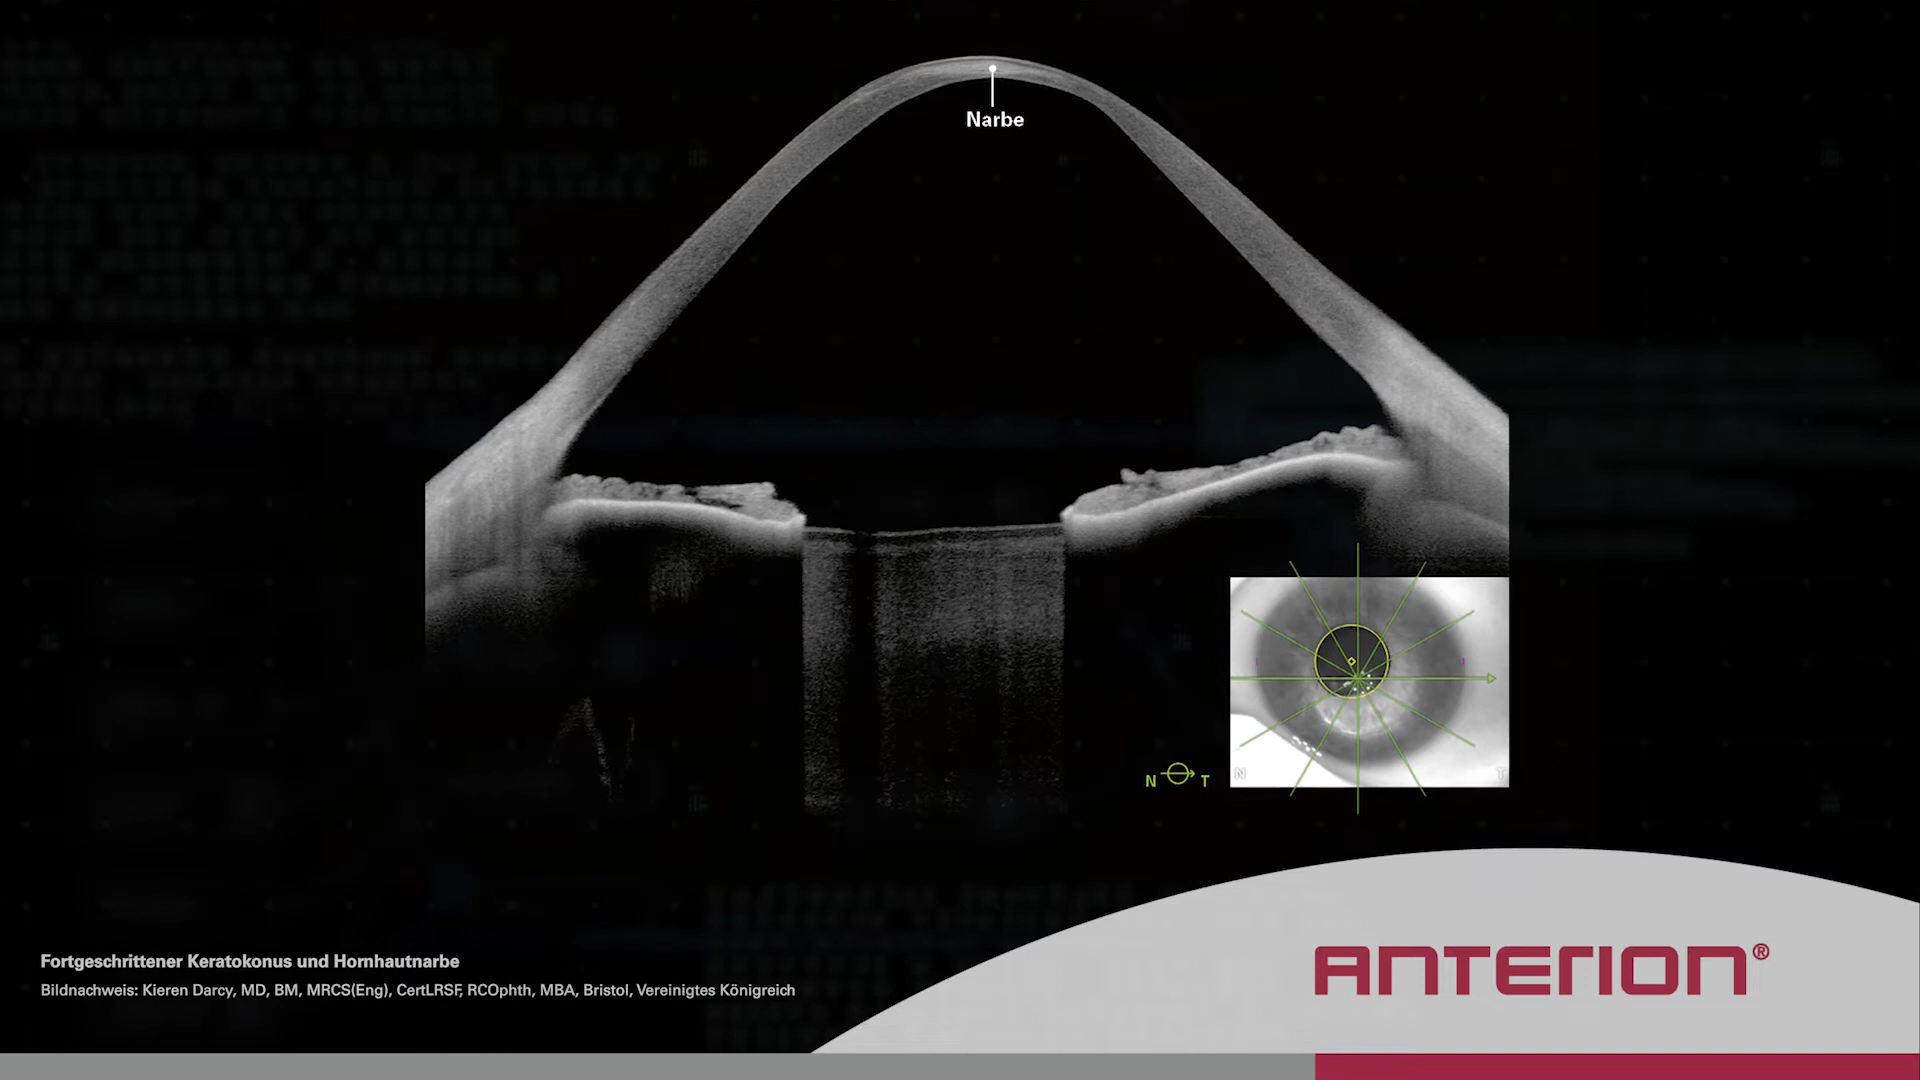 Narbe
N T
N T
Fortgeschrittener Keratokonus und Hornhautnarbe
Bildnachweis: Kieren Darcy, MD, BM, MRCS(Eng), CertLRSF, RCOphth, MBA, Bristol, Vereinigtes Königreich
ANTERION®